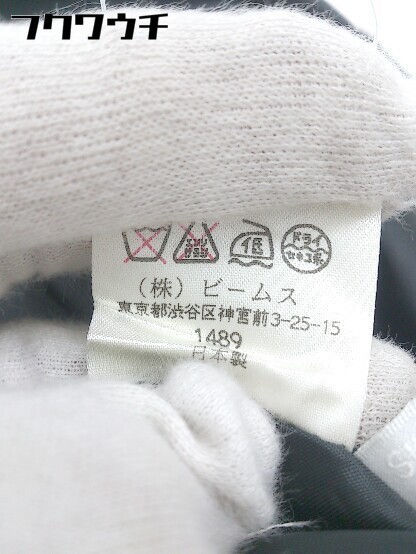 フクワウチ
エンソ
サラシ
低
ドライ
セキユ系
(株) ビームス
東京都渋谷区神宮前3-25-15
1489
日本製